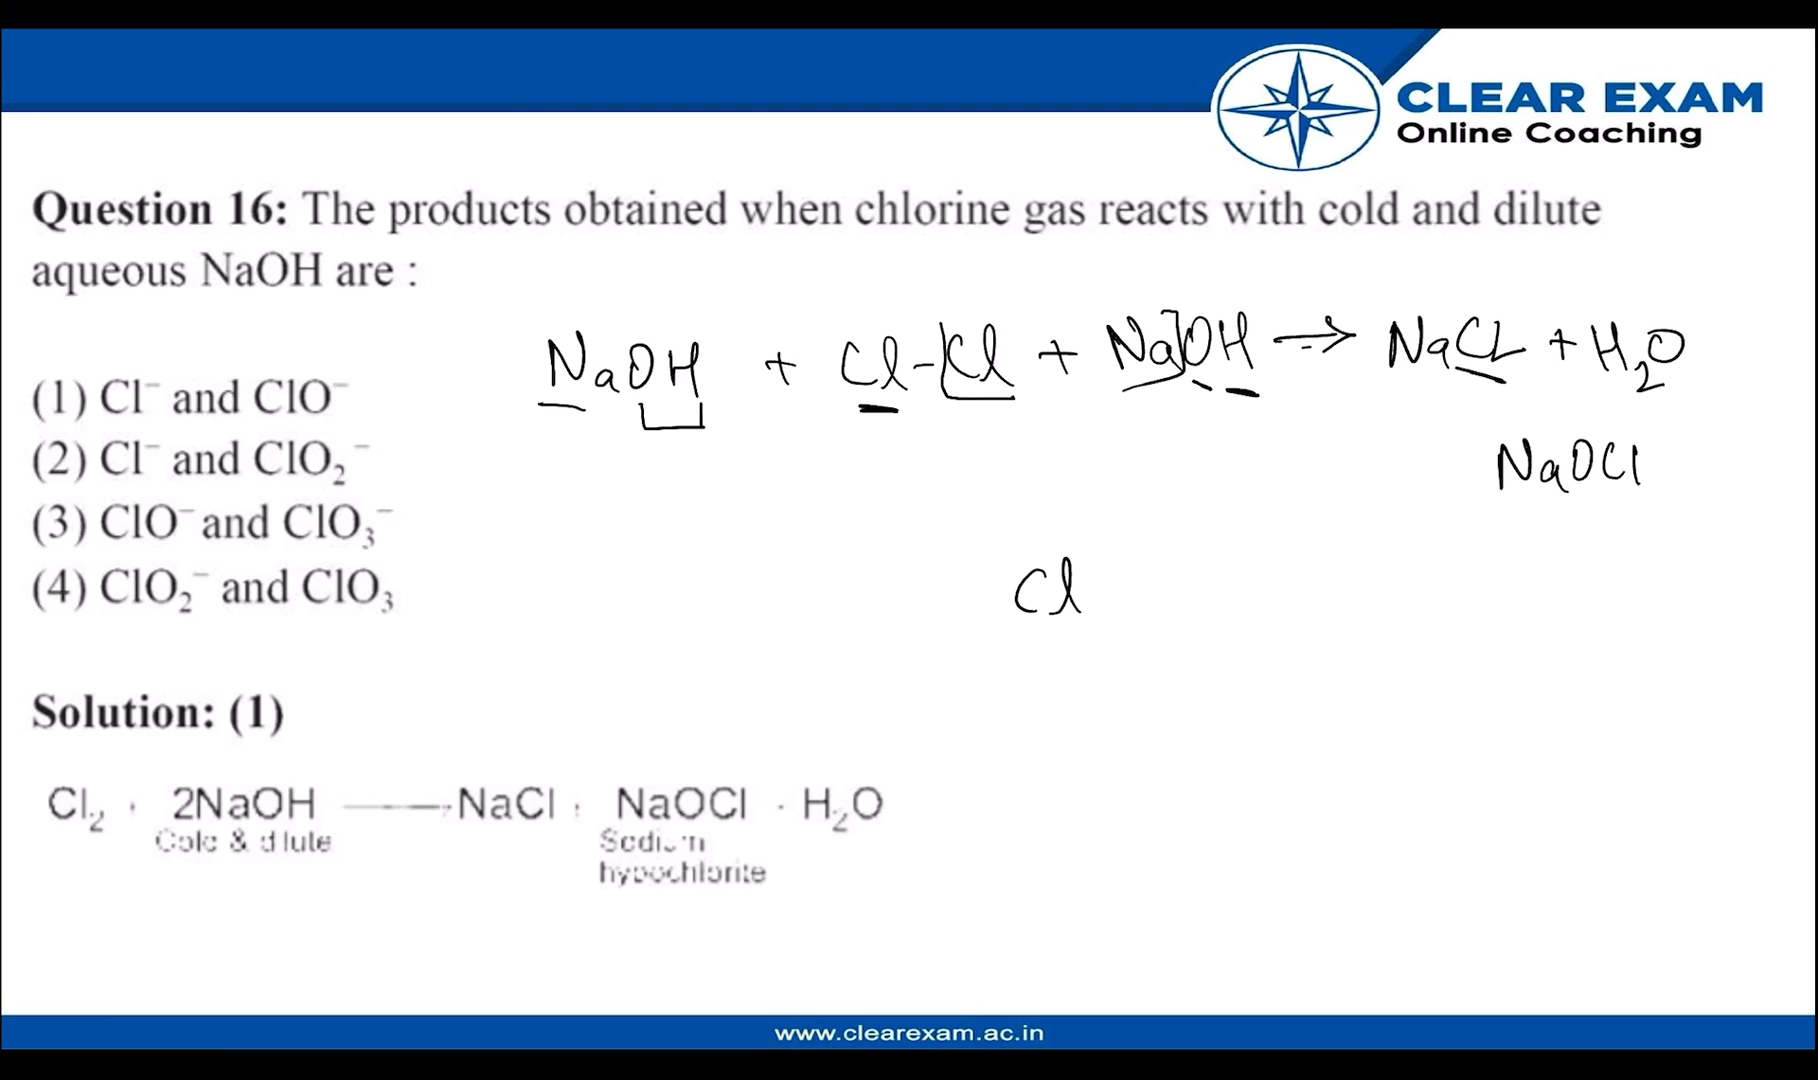 CLEAR EXAM
Online Coaching
Question 16: The products obtained when chlorine gas reacts with cold and dilute
aqueous NaOH are :
NaOH + Cl-Cl + NaOH → NaCl + H₂O
NaOCl
(1) Cl⁻ and ClO⁻
(2) Cl⁻ and ClO₂⁻
(3) ClO⁻ and ClO₃⁻
(4) ClO₂⁻ and ClO₃
Cl
Solution: (1)
Cl₂ · 2NaOH ⟶ NaCl : NaOCl · H₂O
Cold & dilute Sodium
hypochlorite
www.clearexam.ac.in